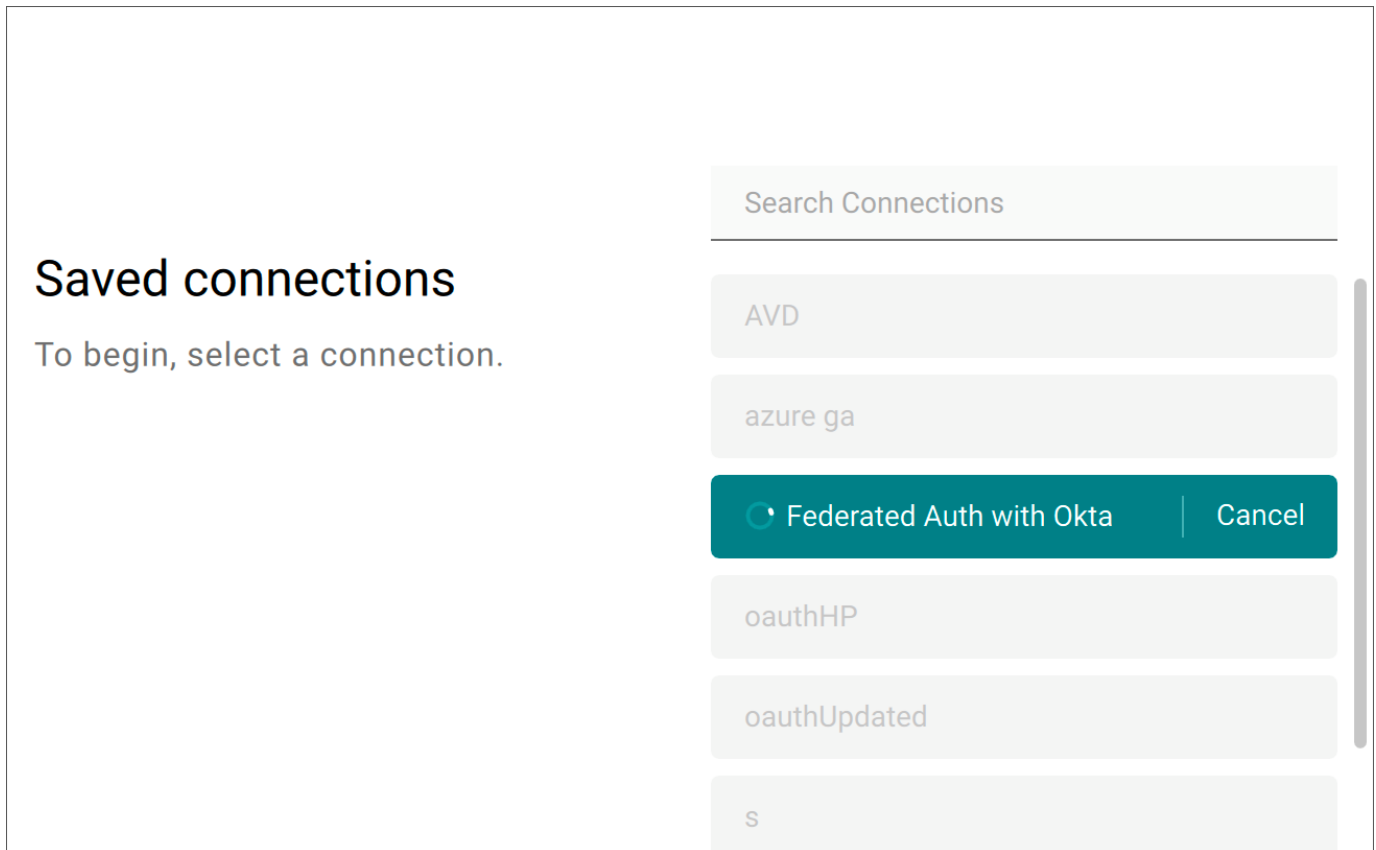 Saved connections
To begin, select a connection.
Search Connections
AVD
azure ga
Federated Auth with Okta
Cancel
oauthHP
oauthUpdated
s